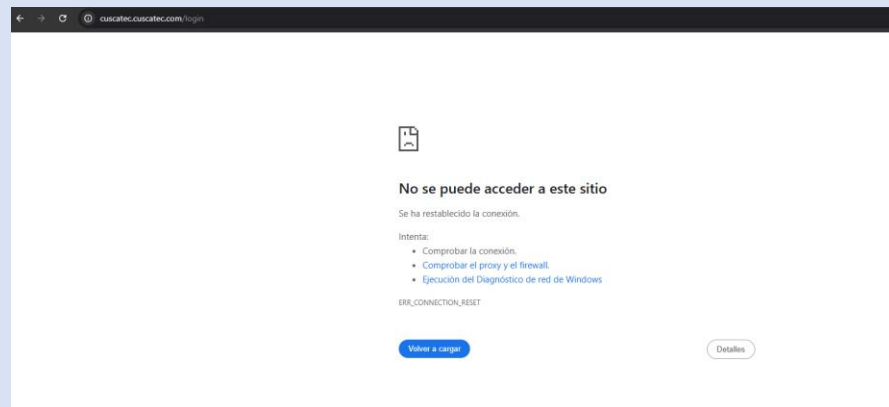 cuscatec.cuscatec.com/login
No se puede acceder a este sitio
Se ha restablecido la conexión.
Intenta:
• Comprobar la conexión.
• Comprobar el proxy y el firewall.
• Ejecución del Diagnóstico de red de Windows
ERR_CONNECTION_RESET
Volver a cargar
Detalles